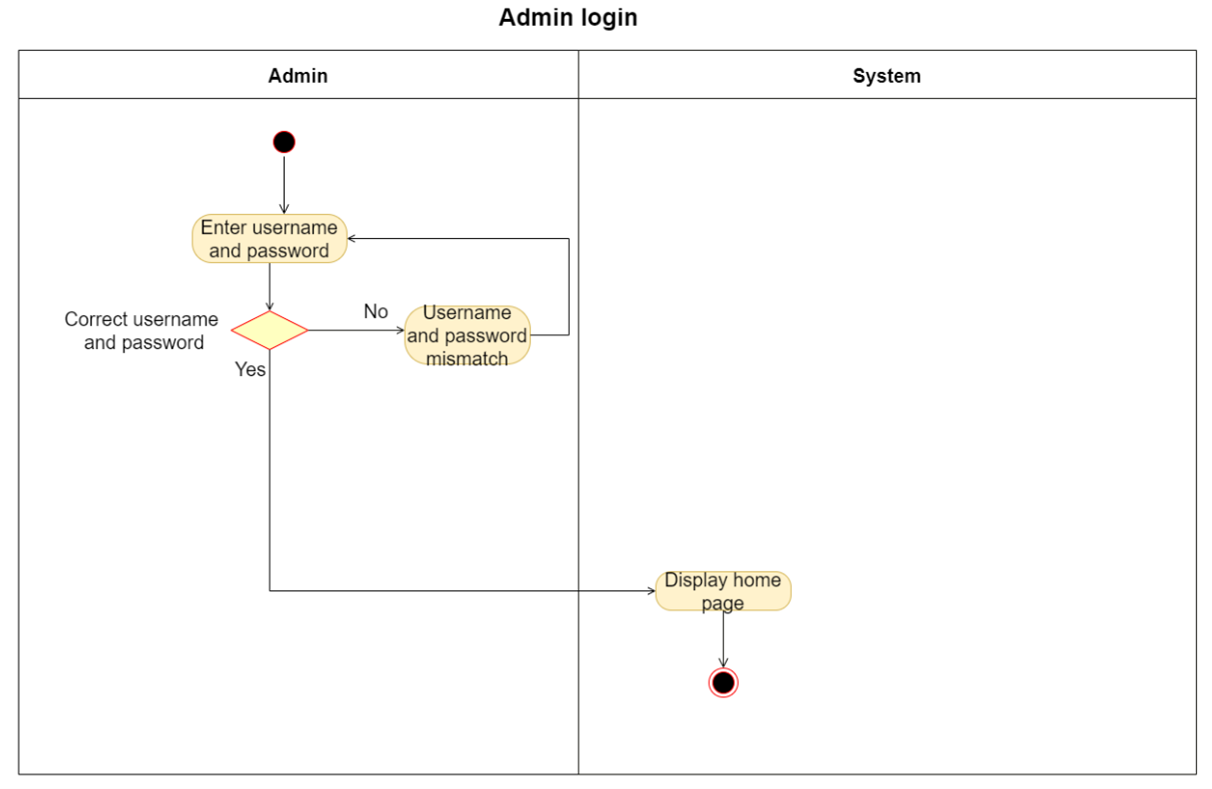 Admin login
Admin
System
Enter username
and password
Correct username
and password
No
Username
and password
mismatch
Yes
Display home
page